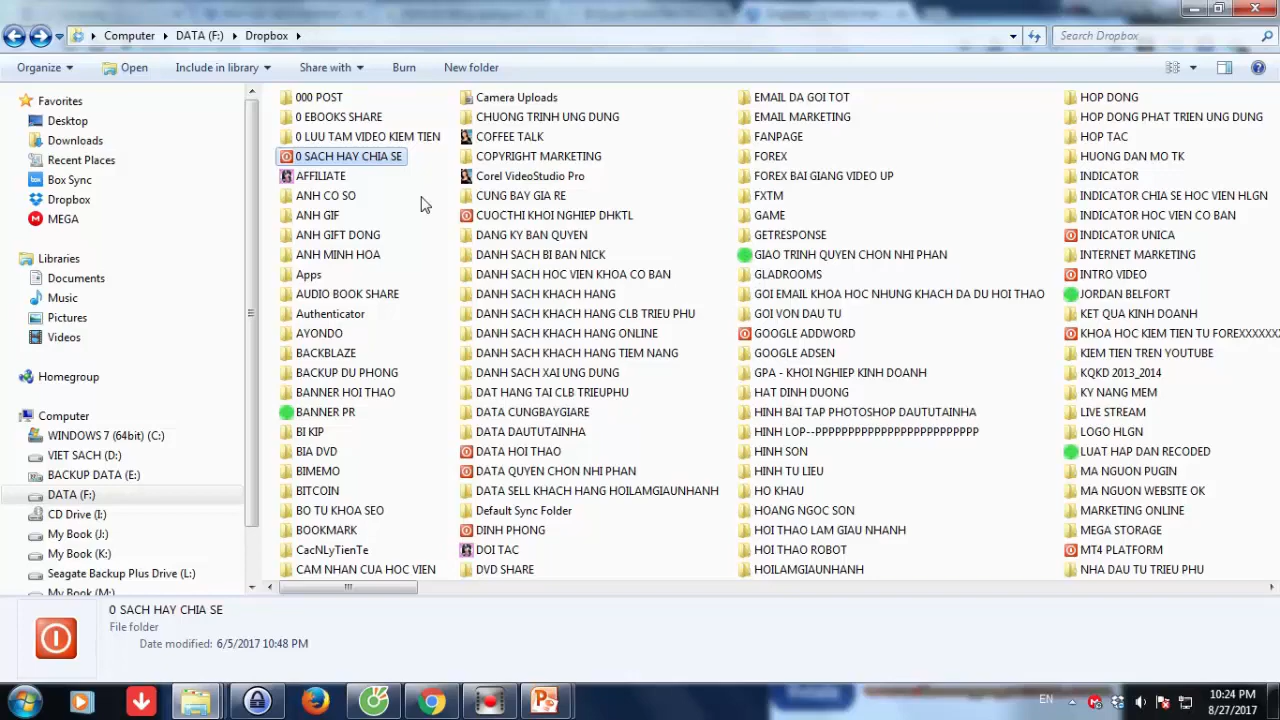 Computer DATA (F:) Dropbox
Search Dropbox
Organize Open Include in library Share with Burn New folder
Favorites
Desktop
Downloads
Recent Places
Box Sync
Dropbox
MEGA
Libraries
Documents
Music
Pictures
Videos
Homegroup
Computer
WINDOWS 7 (64bit) (C:)
VIET SACH (D:)
BACKUP DATA (E:)
DATA (F:)
CD Drive (I:)
My Book (J:)
My Book (K:)
Seagate Backup Plus Drive (L:)
My Book (M:)
000 POST
0 EBOOKS SHARE
0 LUU TAM VIDEO KIEM TIEN
0 SACH HAY CHIA SE
AFFILIATE
ANH CO SO
ANH GIF
ANH GIFT DONG
ANH MINH HOA
Apps
AUDIO BOOK SHARE
Authenticator
AYONDO
BACKBLAZE
BACKUP DU PHONG
BANNER HOI THAO
BANNER PR
BI KIP
BIA DVD
BIMEMO
BITCOIN
BO TU KHOA SEO
BOOKMARK
CacNLyTienTe
CAM NHAN CUA HOC VIEN
Camera Uploads
CHUONG TRINH UNG DUNG
COFFEE TALK
COPYRIGHT MARKETING
Corel VideoStudio Pro
CUNG BAY GIA RE
CUOCTHI KHOI NGHIEP DHKTL
DANG KY BAN QUYEN
DANH SACH BI BAN NICK
DANH SACH HOC VIEN KHOA CO BAN
DANH SACH KHACH HANG
DANH SACH KHACH HANG CLB TRIEU PHU
DANH SACH KHACH HANG ONLINE
DANH SACH KHACH HANG TIEM NANG
DANH SACH XAI UNG DUNG
DAT HANG TAI CLB TRIEUPHU
DATA CUNGBAYGIARE
DATA DAUTUTAINHA
DATA HOI THAO
DATA QUYEN CHON NHI PHAN
DATA SELL KHACH HANG HOILAMGIAUNHANH
Default Sync Folder
DINH PHONG
DOI TAC
DVD SHARE
EMAIL DA GOI TOT
EMAIL MARKETING
FANPAGE
FOREX
FOREX BAI GIANG VIDEO UP
FXTM
GAME
GETRESPONSE
GIAO TRINH QUYEN CHON NHI PHAN
GLADROOMS
GOI EMAIL KHOA HOC NHUNG KHACH DA DU HOI THAO
GOI VON DAU TU
GOOGLE ADDWORD
GOOGLE ADSEN
GPA - KHOI NGHIEP KINH DOANH
HAT DINH DUONG
HINH BAI TAP PHOTOSHOP DAUTUTAINHA
HINH LOP--PPPPPPPPPPPPPPPPPPPPPPPPPP
HINH SON
HINH TU LIEU
HO KHAU
HOANG NGOC SON
HOI THAO LAM GIAU NHANH
HOI THAO ROBOT
HOILAMGIAUNHANH
HOP DONG
HOP DONG PHAT TRIEN UNG DUNG
HOP TAC
HUONG DAN MO TK
INDICATOR
INDICATOR CHIA SE HOC VIEN HLGN
INDICATOR HOC VIEN CO BAN
INDICATOR UNICA
INTERNET MARKETING
INTRO VIDEO
JORDAN BELFORT
KET QUA KINH DOANH
KHOA HOC KIEM TIEN TU FOREXXXXXX
KIEM TIEN TREN YOUTUBE
KQKD 2013_2014
KY NANG MEM
LIVE STREAM
LOGO HLGN
LUAT HAP DAN RECODED
MA NGUON PUGIN
MA NGUON WEBSITE OK
MARKETING ONLINE
MEGA STORAGE
MT4 PLATFORM
NHA DAU TU TRIEU PHU
0 SACH HAY CHIA SE
File folder
Date modified: 6/5/2017 10:48 PM
EN
10:24 PM
8/27/2017